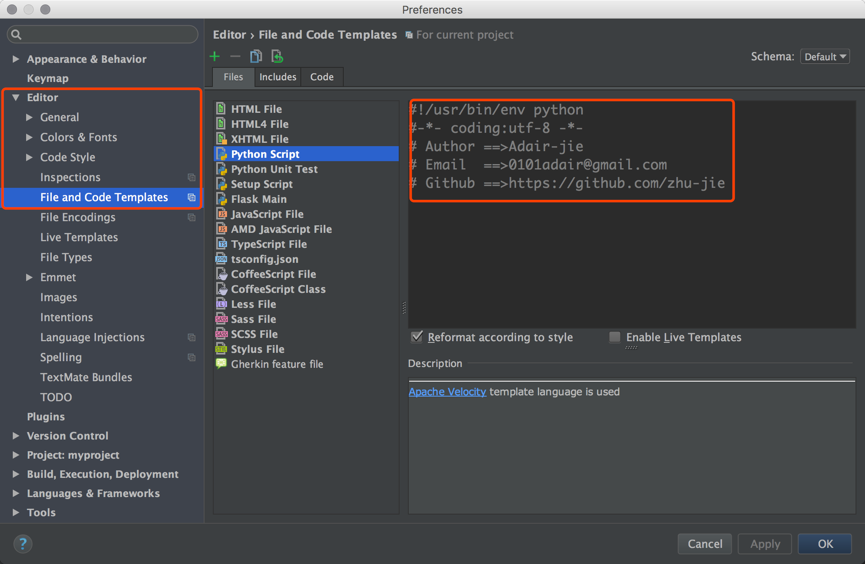 Preferences
Appearance & Behavior
Keymap
Editor
General
Colors & Fonts
Code Style
Inspections
File and Code Templates
File Encodings
Live Templates
File Types
Emmet
Images
Intentions
Language Injections
Spelling
TextMate Bundles
TODO
Plugins
Version Control
Project: myproject
Build, Execution, Deployment
Languages & Frameworks
Tools
Editor › File and Code Templates For current project
Schema: Default
Files Includes Code
HTML File
HTML4 File
XHTML File
Python Script
Python Unit Test
Setup Script
Flask Main
JavaScript File
AMD JavaScript File
TypeScript File
tsconfig.json
CoffeeScript File
CoffeeScript Class
Less File
Sass File
SCSS File
Stylus File
Gherkin feature file
#!/usr/bin/env python
#-*- coding:utf-8 -*-
# Author ==>Adair-jie
# Email ==>0101adair@gmail.com
# Github ==>https://github.com/zhu-jie
Reformat according to style Enable Live Templates
Description
Apache Velocity template language is used
? Cancel Apply OK